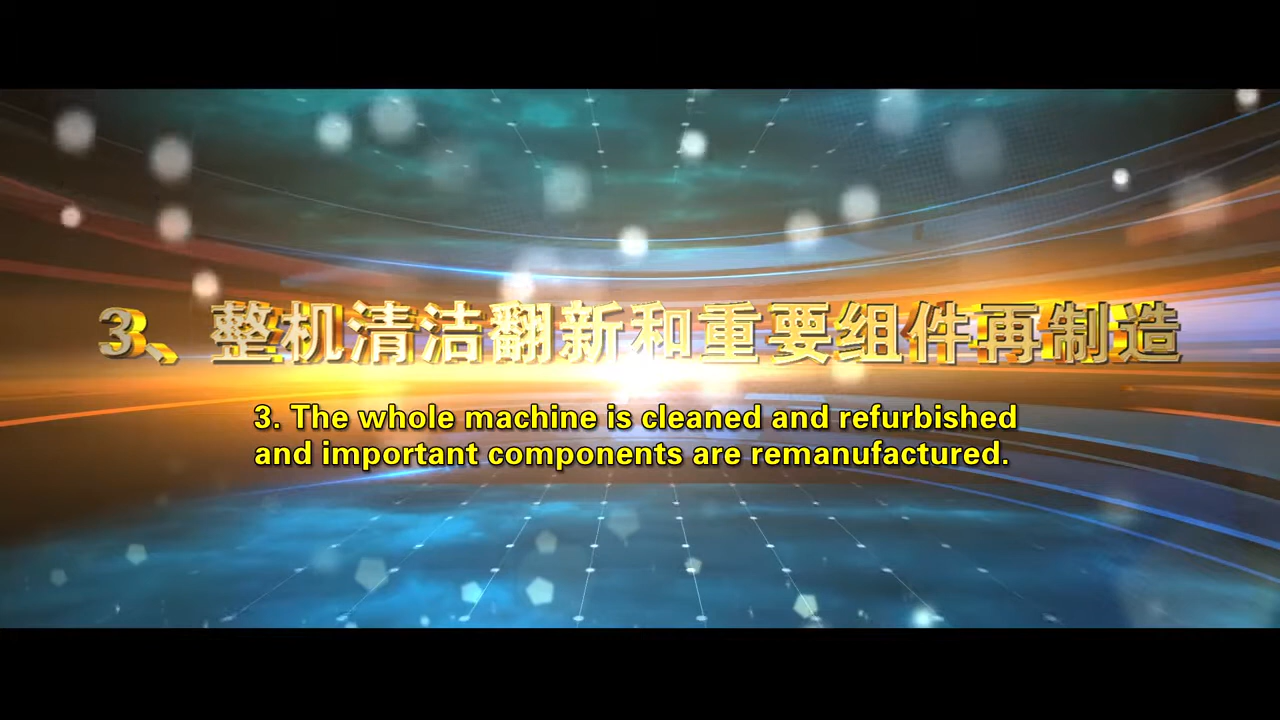 3、整机清洁翻新和重要组件再制造
3. The whole machine is cleaned and refurbished
and important components are remanufactured.